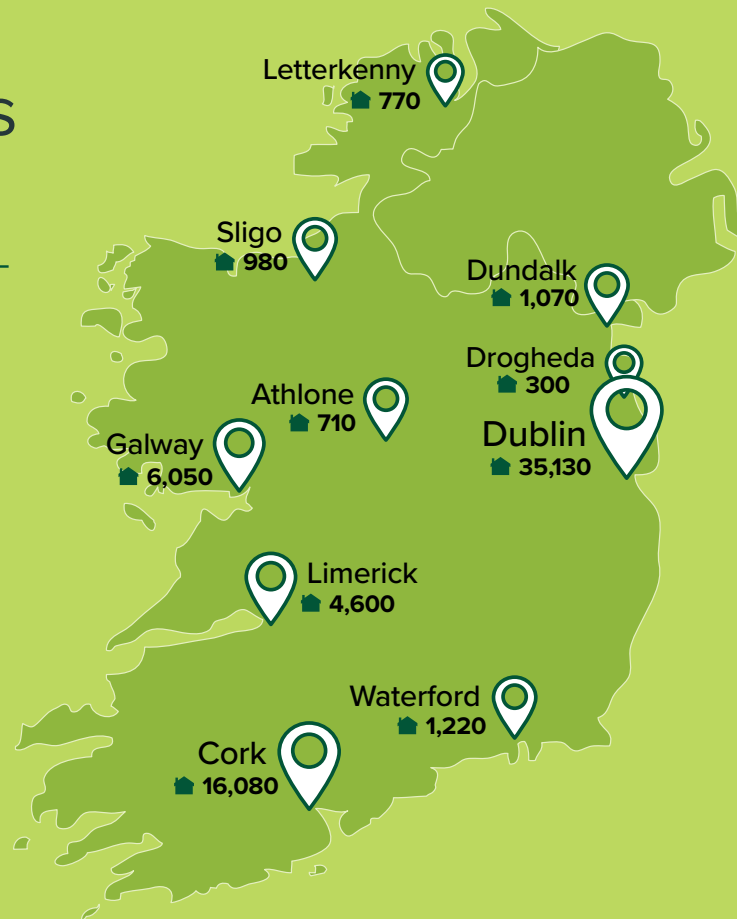 s
Letterkenny
770
Sligo
980
Dundalk
1,070
Drogheda
300
Athlone
710
Dublin
35,130
Galway
6,050
Limerick
4,600
Waterford
1,220
Cork
16,080